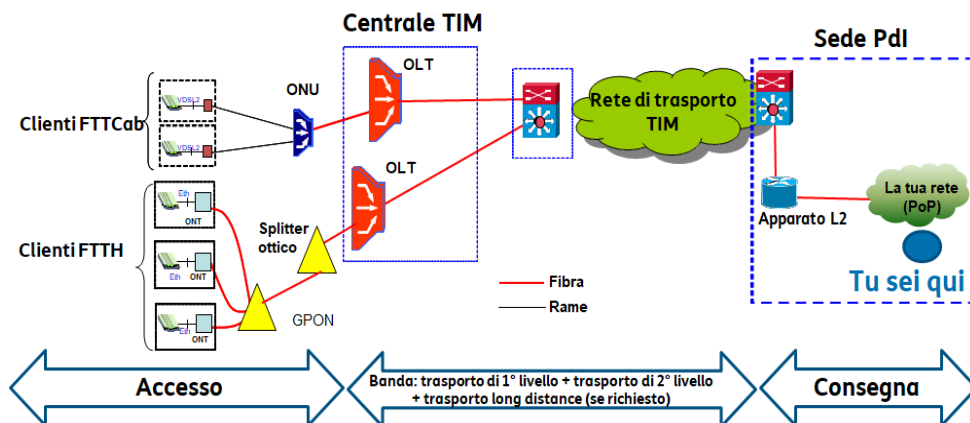 Centrale TIM
Sede PdI
OLT
ONU
Clienti FTTCab
VDSL2
VDSL2
Rete di trasporto
TIM
OLT
Eth
ONT
Clienti FTTH
Eth
ONT
Eth
ONT
Splitter
ottico
GPON
Fibra
Rame
Apparato L2
La tua rete
(PoP)
Tu sei qui
Accesso
Banda: trasporto di 1° livello + trasporto di 2° livello
+ trasporto long distance (se richiesto)
Consegna